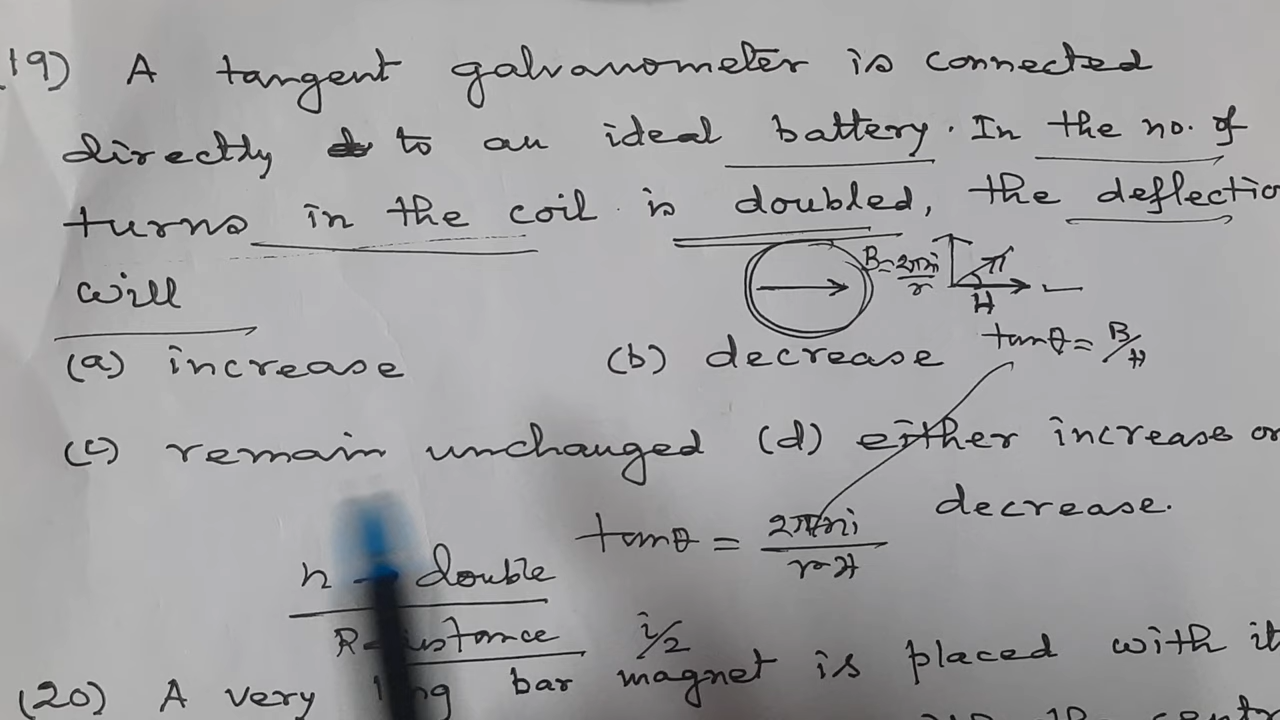 19) A tangent galvanometer is connected
directly to an ideal battery. In the no. of
turns in the coil is doubled, the deflectio
will
B=2πni/r
H
tanθ = B/H
(a) increase (b) decrease
(c) remain unchanged (d) either increase or
decrease.
tanθ = 2πni/rH
n → double
Resistance i/2
(20) A very long bar magnet is placed with it